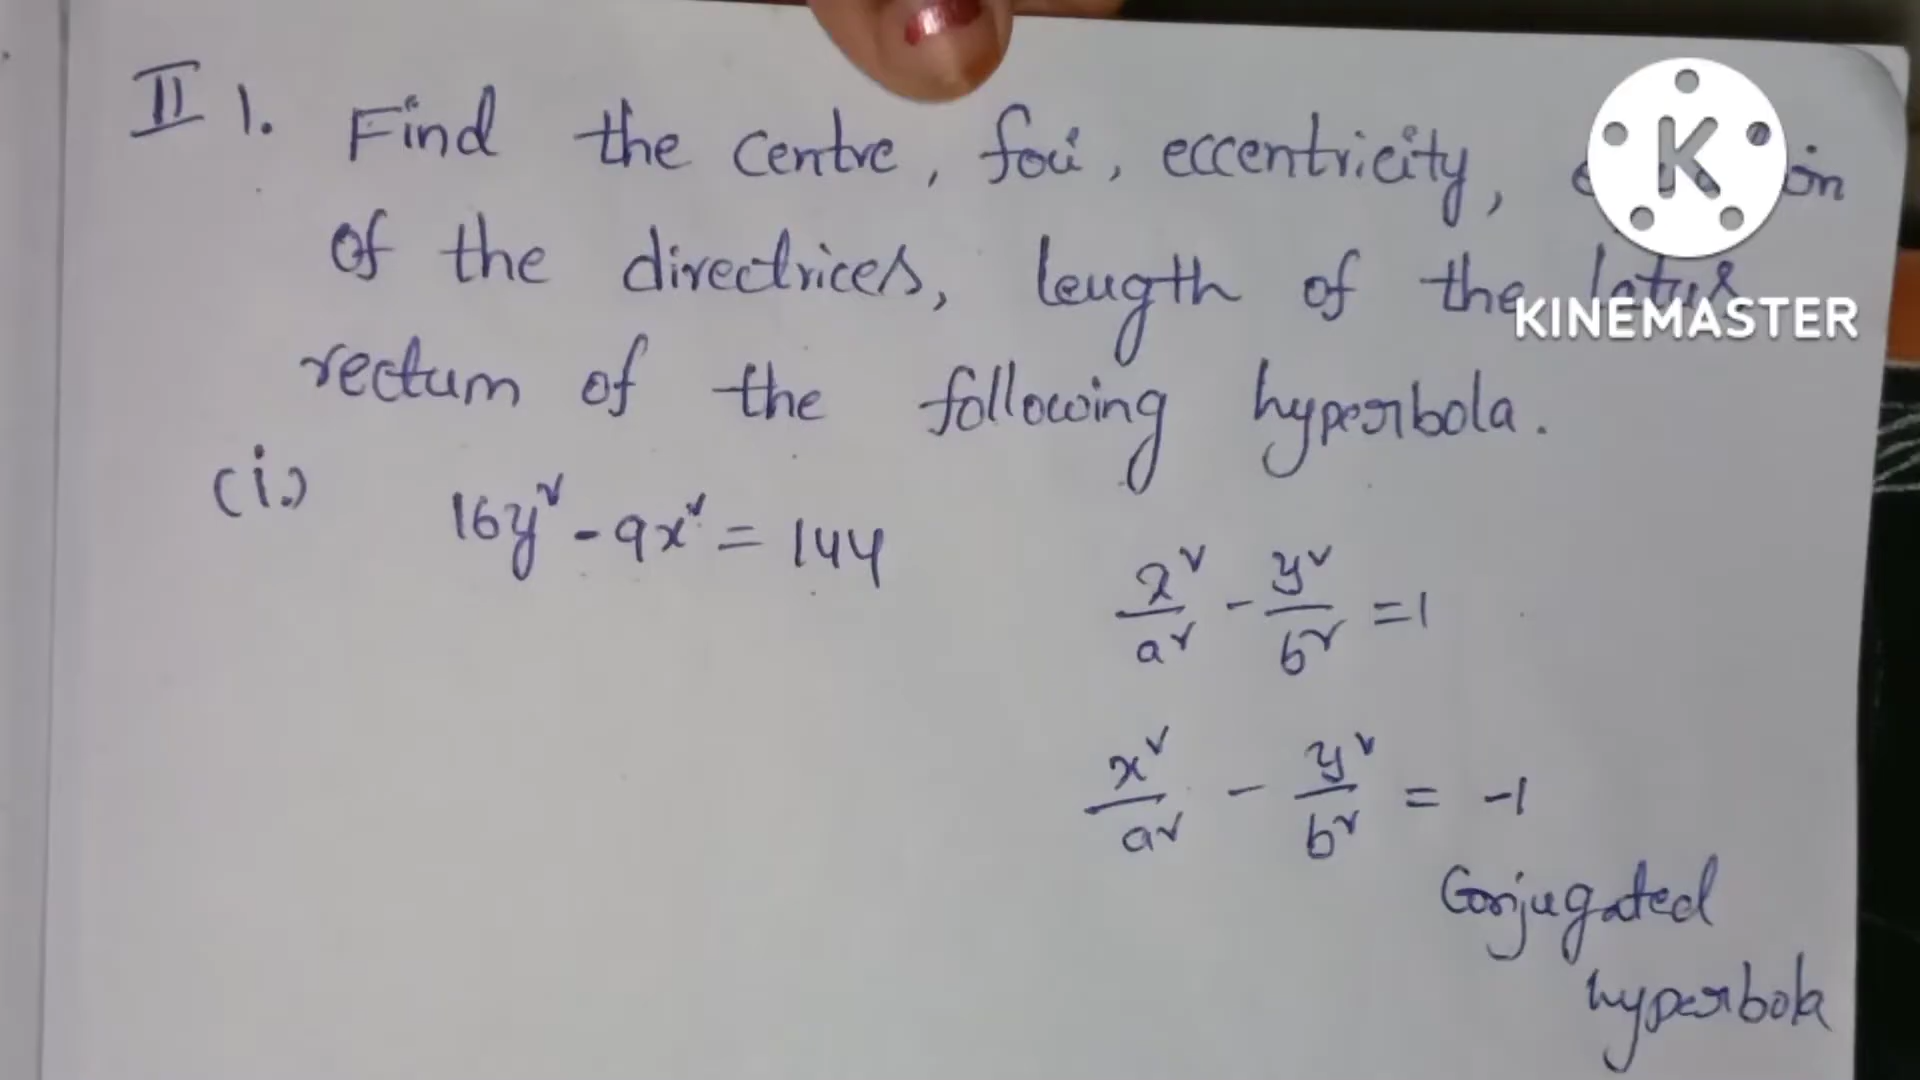 II 1. Find the centre, foci, eccentricity,
of the directrices, length of the latus
KINEMASTER
rectum of the following hyperbola.
(i.) 16y² - 9x² = 144
x²/a² - y²/b² = 1
x²/a² - y²/b² = -1
Conjugated
hyperbola